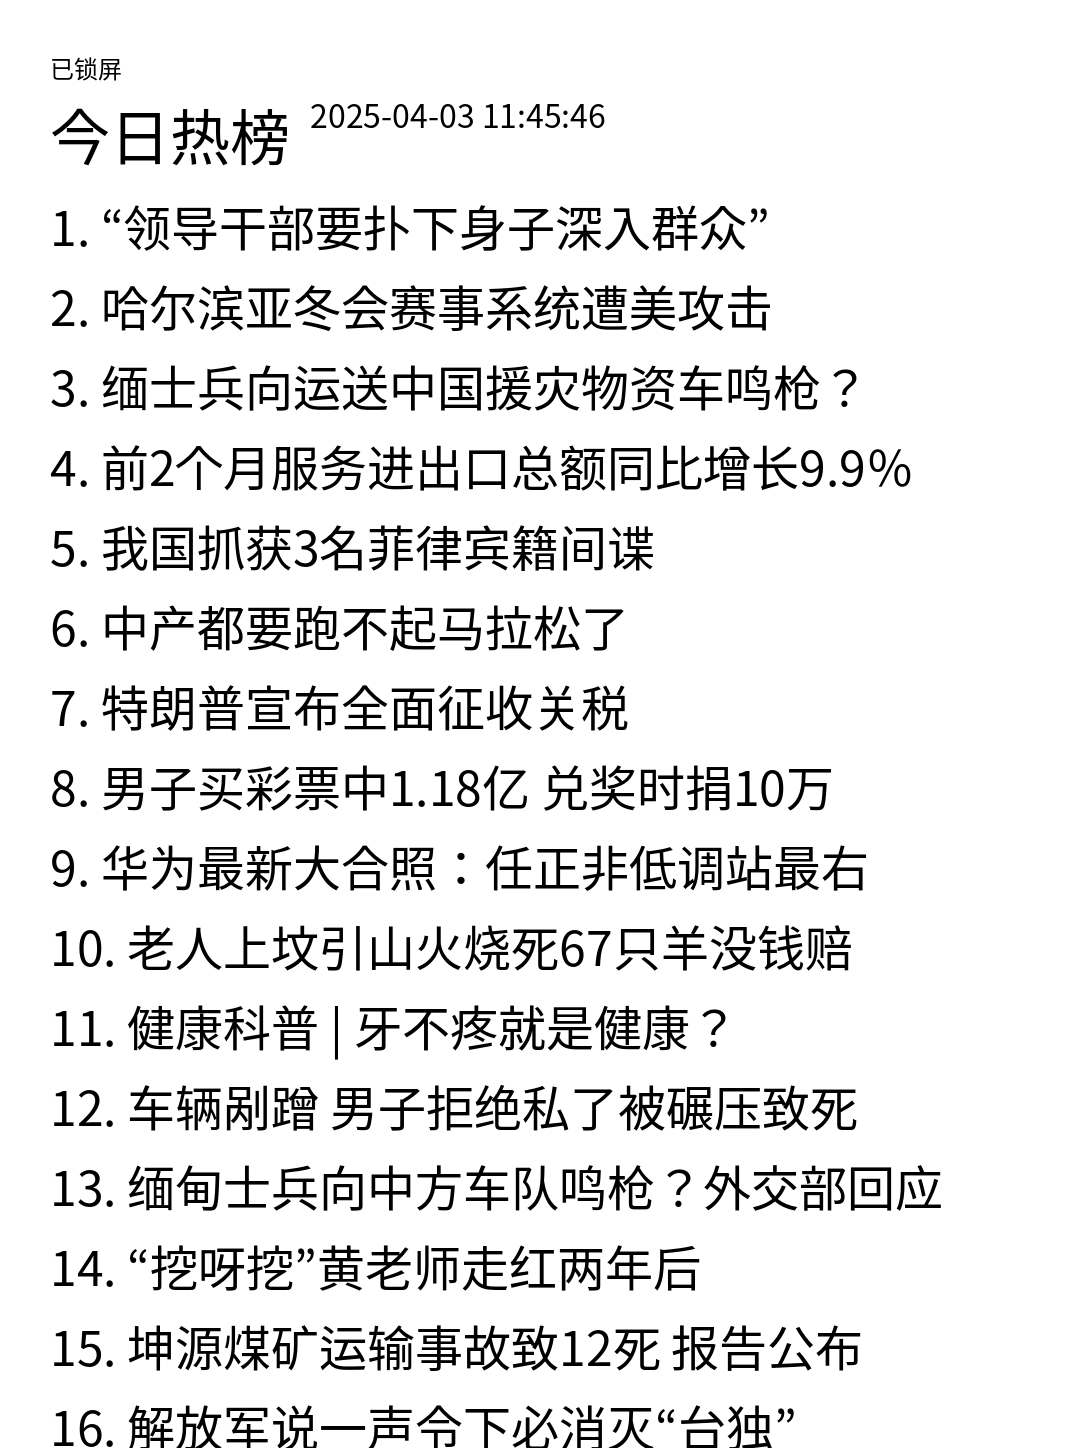 已锁屏
今日热榜 2025-04-03 11:45:46
1. “领导干部要扑下身子深入群众”
2. 哈尔滨亚冬会赛事系统遭美攻击
3. 缅士兵向运送中国援灾物资车鸣枪？
4. 前2个月服务进出口总额同比增长9.9%
5. 我国抓获3名菲律宾籍间谍
6. 中产都要跑不起马拉松了
7. 特朗普宣布全面征收关税
8. 男子买彩票中1.18亿 兑奖时捐10万
9. 华为最新大合照：任正非低调站最右
10. 老人上坟引山火烧死67只羊没钱赔
11. 健康科普 | 牙不疼就是健康？
12. 车辆剐蹭 男子拒绝私了被碾压致死
13. 缅甸士兵向中方车队鸣枪？外交部回应
14. “挖呀挖”黄老师走红两年后
15. 坤源煤矿运输事故致12死 报告公布
16. 解放军说一声令下必消灭“台独”